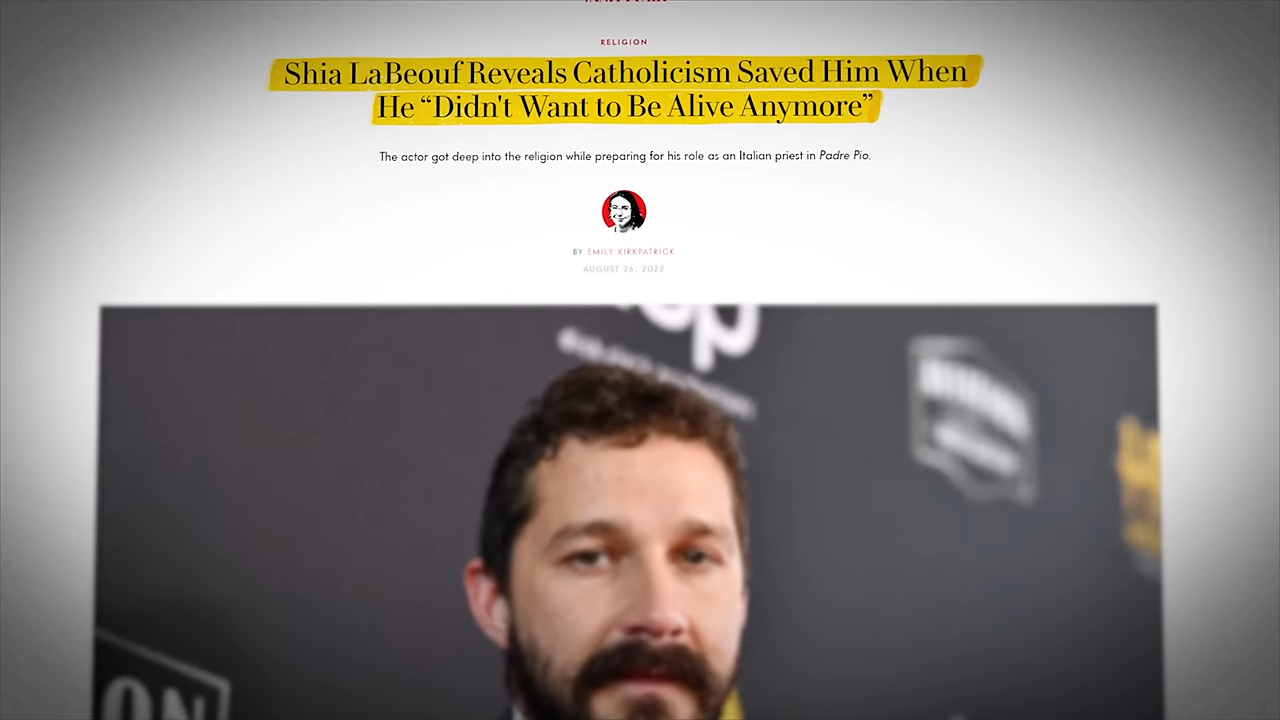 RELIGION
Shia LaBeouf Reveals Catholicism Saved Him When
He “Didn't Want to Be Alive Anymore”
The actor got deep into the religion while preparing for his role as an Italian priest in Padre Pio.
BY EMILY KIRKPATRICK
AUGUST 26, 2022
ON